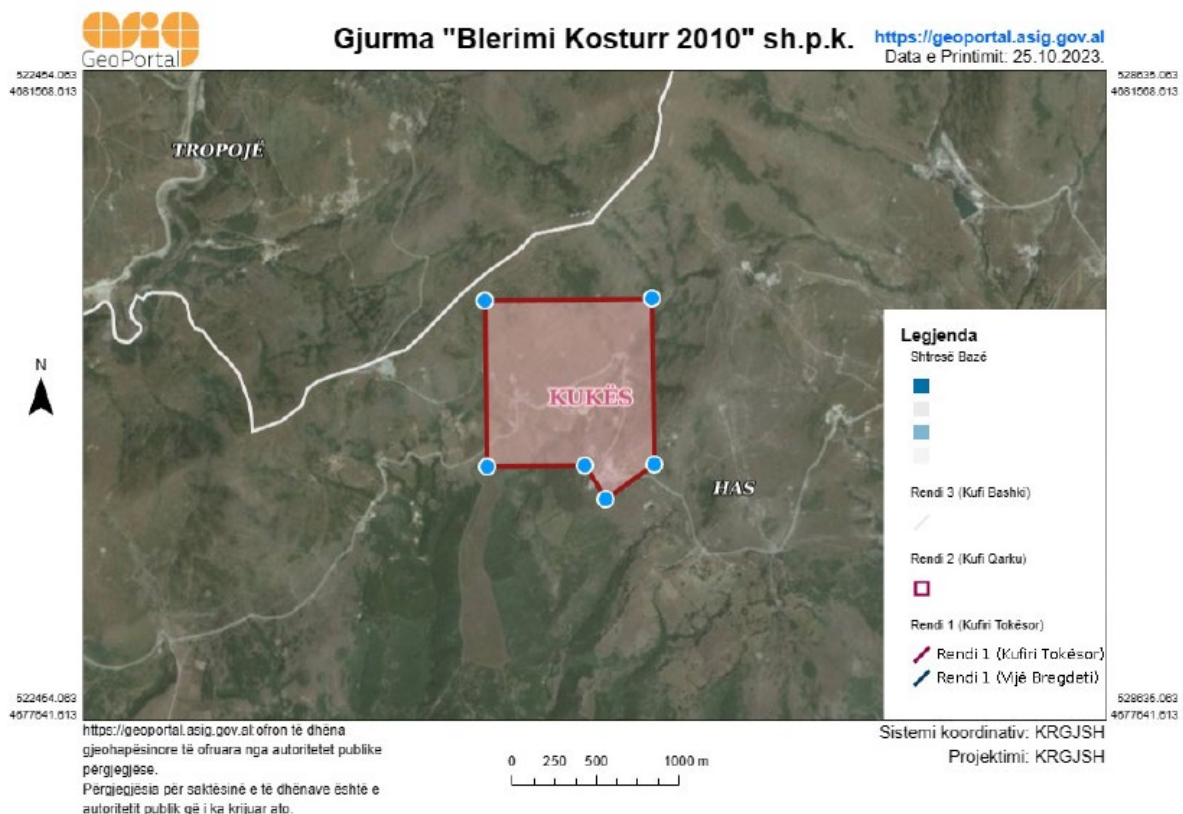 asig
GeoPortal
Gjurma "Blerimi Kosturr 2010" sh.p.k.
https://geoportal.asig.gov.al
Data e Printimit: 25.10.2023.
522464.063
4681568.613
528635.063
4681568.613
TROPOJË
N
KUKËS
HAS
Legjenda
Shtresë Bazë
Rendi 3 (Kufi Bashki)
Rendi 2 (Kufi Qarku)
Rendi 1 (Kufiri Tokësor)
Rendi 1 (Kufiri Tokësor)
Rendi 1 (Vijë Bregdeti)
522464.063
4677641.613
528635.063
4677641.613
https://geoportal.asig.gov.al ofron të dhëna
gjeohapësinore të ofruara nga autoritetet publike
përgjegjëse.
Përgjegjësia për saktësinë e të dhënave është e
autoritetit publik që i ka krijuar ato.
0 250 500 1000 m
Sistemi koordinativ: KRGJSH
Projektimi: KRGJSH